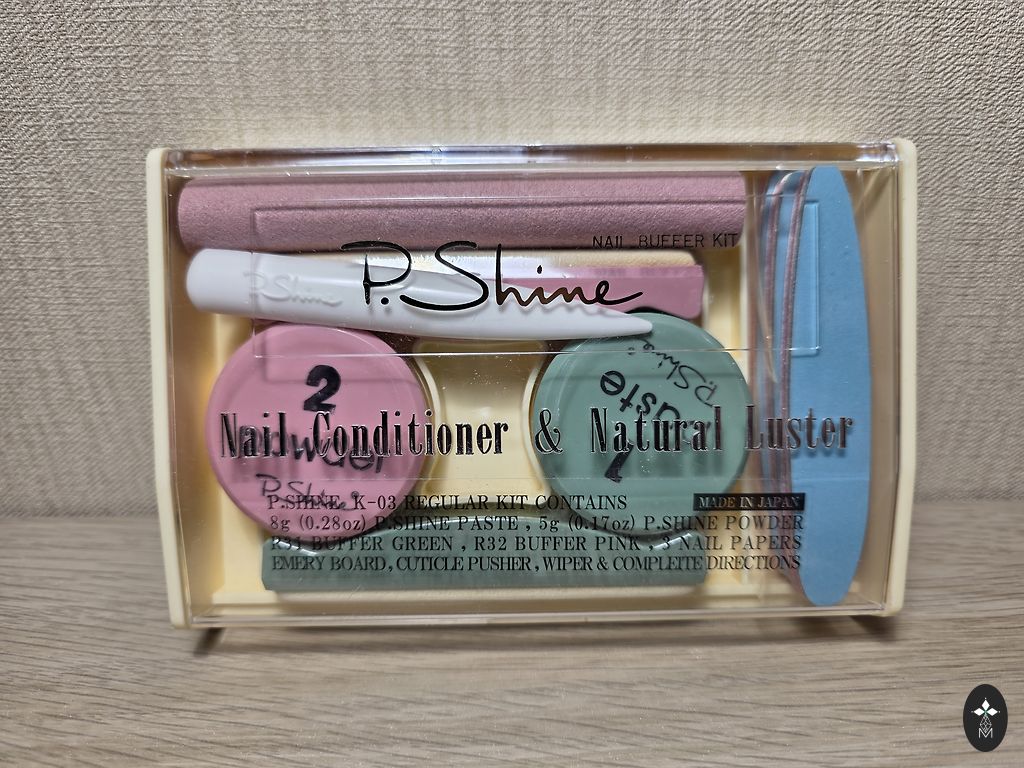 NAIL BUFFER KIT
P.Shine
P.Shine
P.Shine
2
Powder
P.Shine
Paste
1
Nail Conditioner & Natural Luster
P.SHINE K-03 REGULAR KIT CONTAINS
MADE IN JAPAN
8g (0.28oz) P.SHINE PASTE , 5g (0.17oz) P.SHINE POWDER
R31 BUFFER GREEN , R32 BUFFER PINK , 3 NAIL PAPERS
EMERY BOARD , CUTICLE PUSHER , WIPER & COMPLEITE DIRECTIONS
M